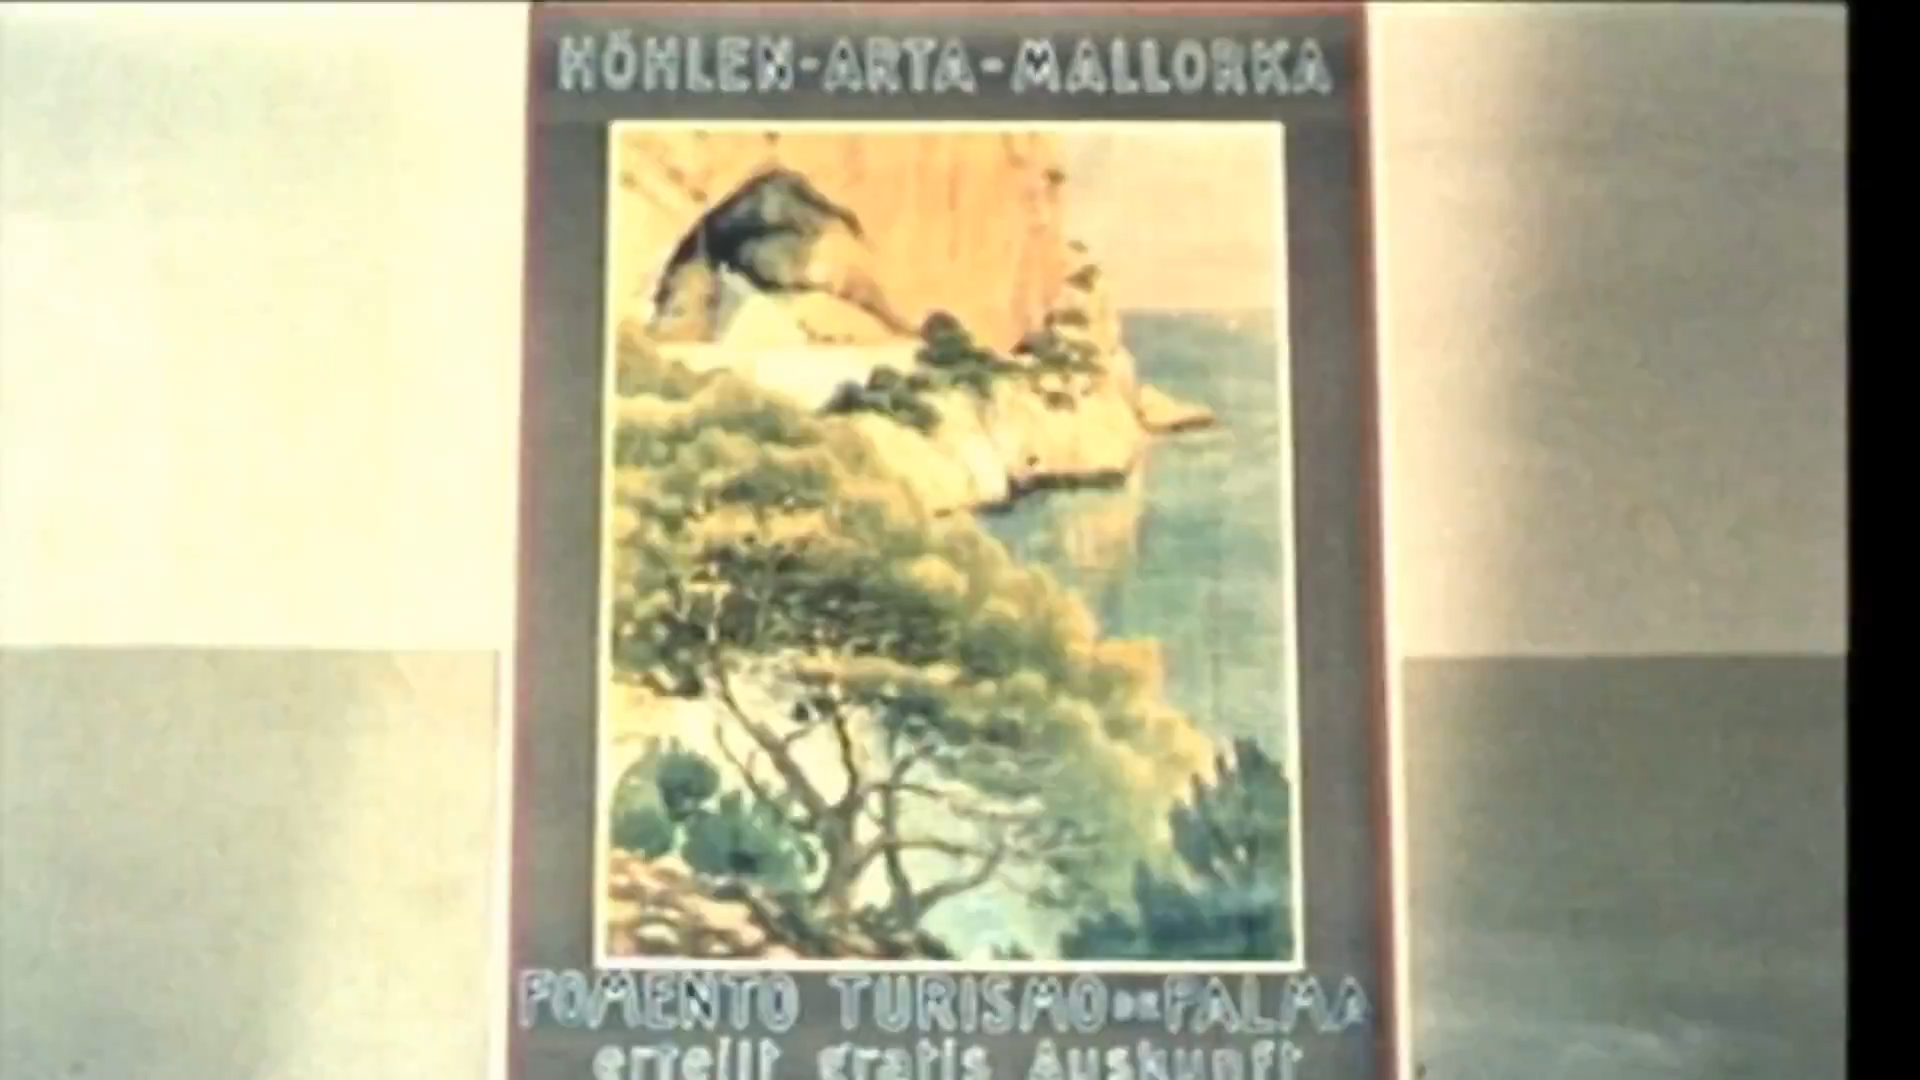 HÖHLEN-ARTA-MALLORKA
FOMENTO TURISMO DE PALMA
erteilt gratis Auskunft